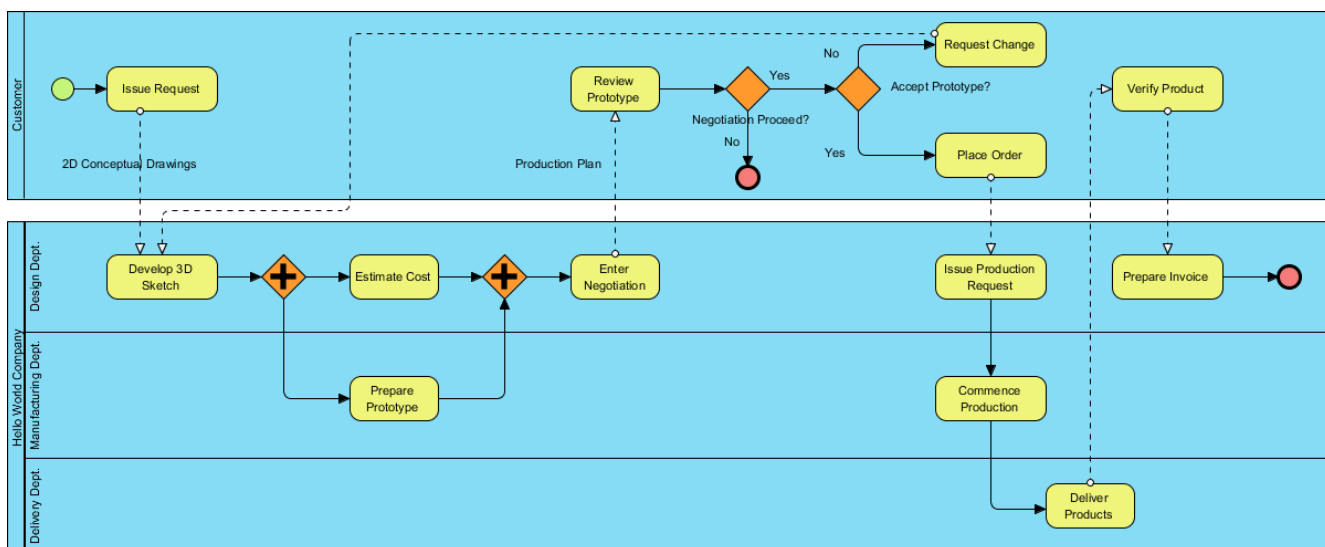 Customer
Issue Request
2D Conceptual Drawings
Review
Prototype
Production Plan
Yes
Negotiation Proceed?
No
No
Request Change
Accept Prototype?
Yes
Place Order
Verify Product
Hello World Company
Design Dept.
Develop 3D
Sketch
Estimate Cost
Enter
Negotiation
Issue Production
Request
Prepare Invoice
Manufacturing Dept.
Prepare
Prototype
Commence
Production
Delivery Dept.
Deliver
Products